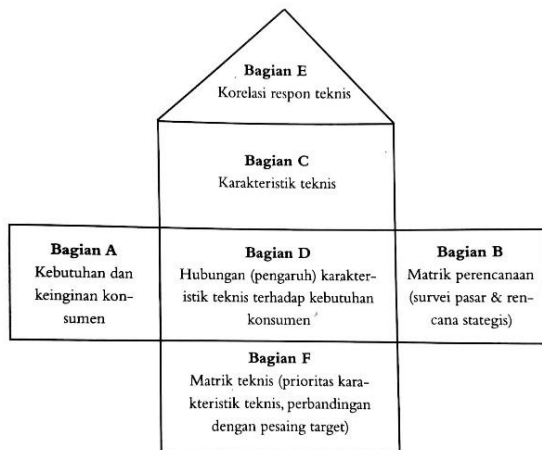 Bagian E
Korelasi respon teknis
Bagian C
Karakteristik teknis
Bagian A
Kebutuhan dan
keinginan kon-
sumen
Bagian D
Hubungan (pengaruh) karakter-
istik teknis terhadap kebutuhan
konsumen
Bagian B
Matrik perencanaan
(survei pasar & ren-
cana stategis)
Bagian F
Matrik teknis (prioritas kara-
kteristik teknis, perbandingan
dengan pesaing target)